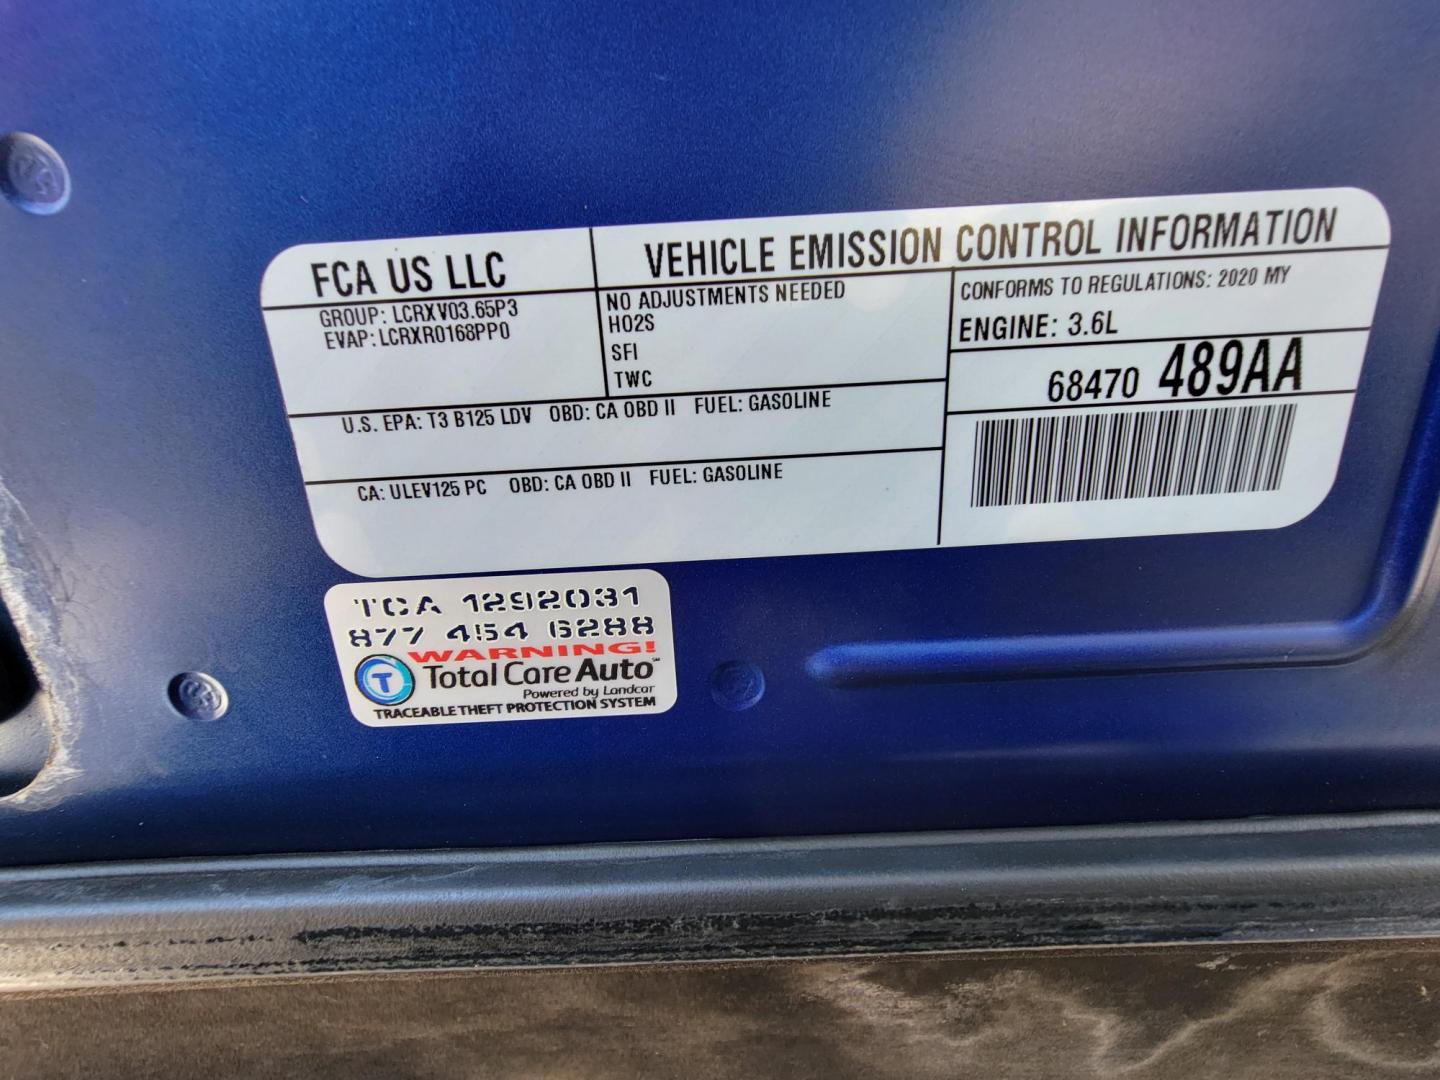 FCA US LLC
VEHICLE EMISSION CONTROL INFORMATION
GROUP: LCRXV03.65P3
EVAP: LCRXR0168PP0
NO ADJUSTMENTS NEEDED
HO2S
SFI
TWC
CONFORMS TO REGULATIONS: 2020 MY
ENGINE: 3.6L
68470 489AA
U.S. EPA: T3 B125 LDV OBD: CA OBD II FUEL: GASOLINE
CA: ULEV125 PC OBD: CA OBD II FUEL: GASOLINE
TCA 1292031
877 454 6288
WARNING!
T Total Care Auto
Powered by Landcar
TRACEABLE THEFT PROTECTION SYSTEM